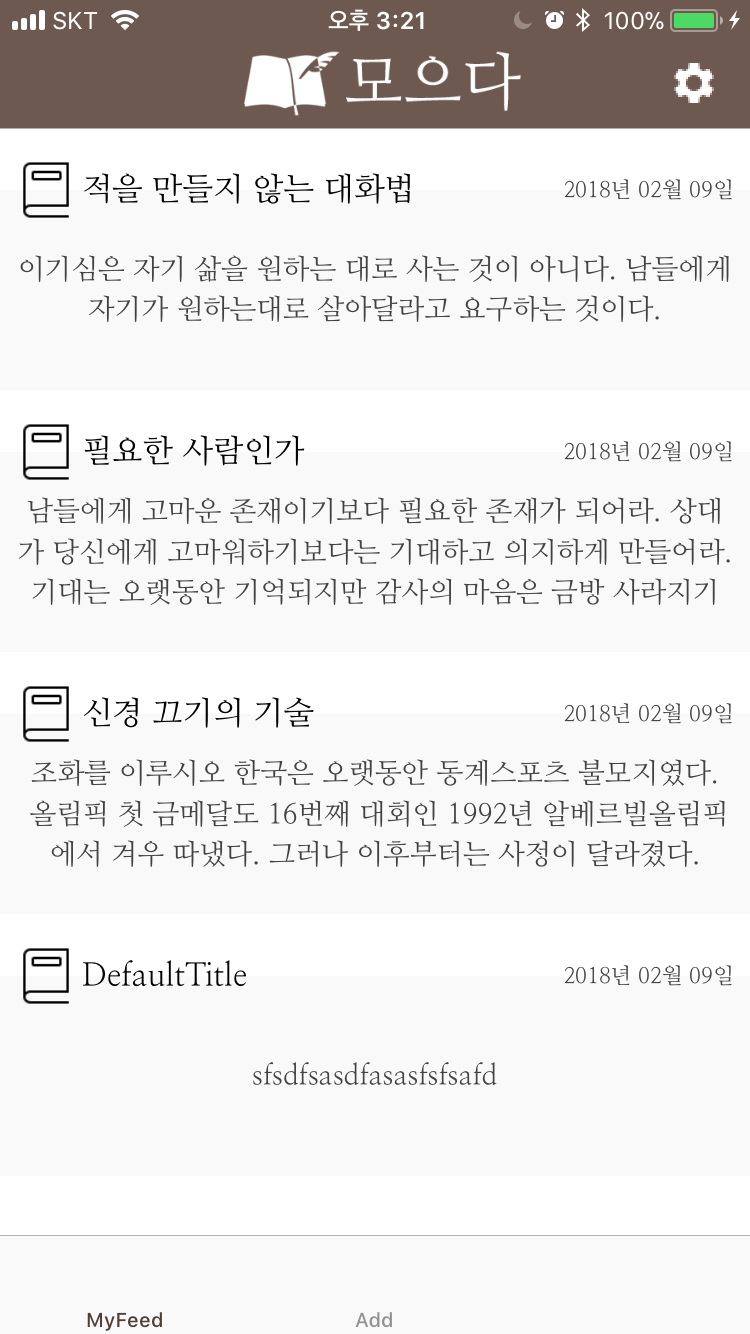 SKT 오후 3:21 100%
모으다
적을 만들지 않는 대화법 2018년 02월 09일
이기심은 자기 삶을 원하는 대로 사는 것이 아니다. 남들에게
자기가 원하는대로 살아달라고 요구하는 것이다.
필요한 사람인가 2018년 02월 09일
남들에게 고마운 존재이기보다 필요한 존재가 되어라. 상대
가 당신에게 고마워하기보다는 기대하고 의지하게 만들어라.
기대는 오랫동안 기억되지만 감사의 마음은 금방 사라지기
신경 끄기의 기술 2018년 02월 09일
조화를 이루시오 한국은 오랫동안 동계스포츠 불모지였다.
올림픽 첫 금메달도 16번째 대회인 1992년 알베르빌올림픽
에서 겨우 따냈다. 그러나 이후부터는 사정이 달라졌다.
DefaultTitle 2018년 02월 09일
sfsdfsasdfasasfsfsafd
MyFeed Add